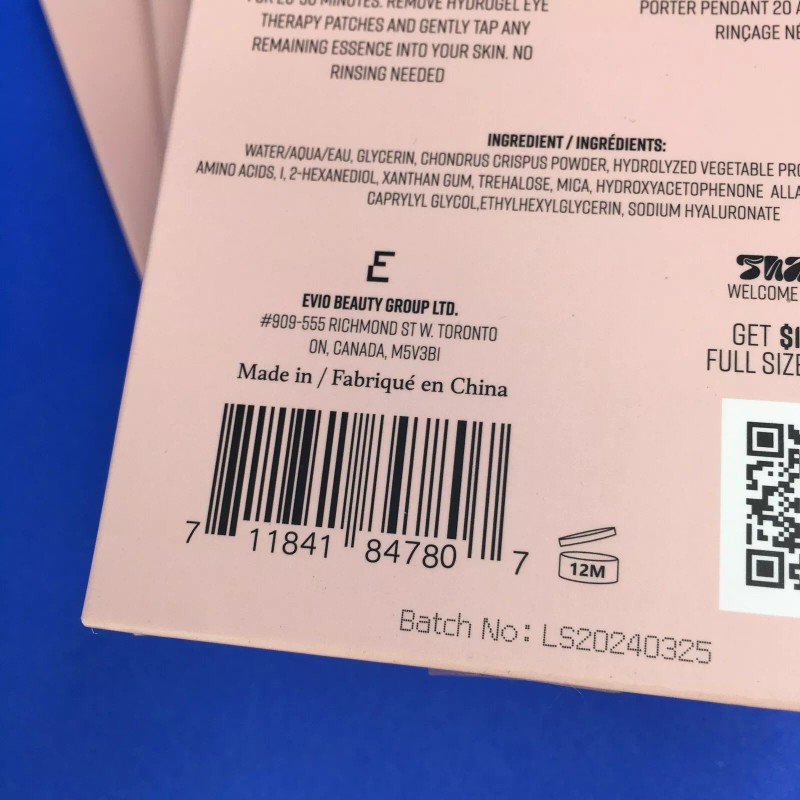 FOR 20-30 MINUTES. REMOVE HYDROGEL EYE
THERAPY PATCHES AND GENTLY TAP ANY
REMAINING ESSENCE INTO YOUR SKIN. NO
RINSING NEEDED
PORTER PENDANT 20
RINÇAGE
INGREDIENT / INGRÉDIENTS:
WATER/AQUA/EAU, GLYCERIN, CHONDRUS CRISPUS POWDER, HYDROLYZED VEGETABLE
AMINO ACIDS, I, 2-HEXANEDIOL, XANTHAN GUM, TREHALOSE, MICA, HYDROXYACETOPHENONE
CAPRYLYL GLYCOL,ETHYLHEXYLGLYCERIN, SODIUM HYALURONATE
E
EVIO BEAUTY GROUP LTD.
#909-555 RICHMOND ST W. TORONTO
ON, CANADA, M5V3B1
Made in / Fabriqué en China
7 11841 84780 7
12M
Batch No: LS20240325
WELCOME
GET
FULL SIZE